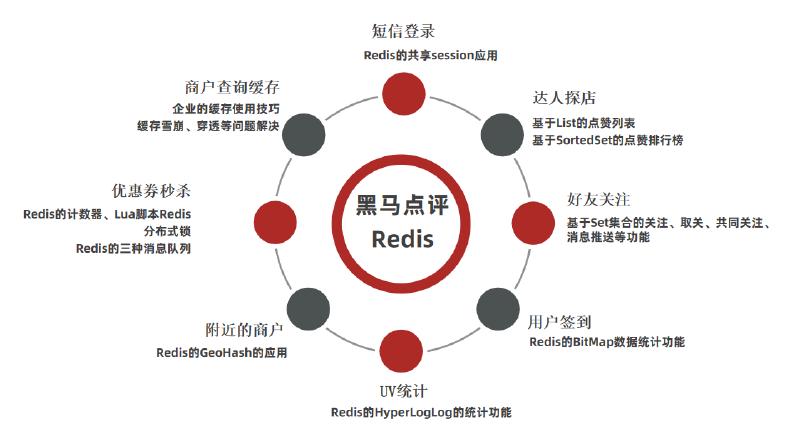 短信登录
Redis的共享session应用
达人探店
基于List的点赞列表
基于SortedSet的点赞排行榜
好友关注
基于Set集合的关注、取关、共同关注、
消息推送等功能
用户签到
Redis的BitMap数据统计功能
UV统计
Redis的HyperLogLog的统计功能
附近的商户
Redis的GeoHash的应用
优惠券秒杀
Redis的计数器、Lua脚本Redis
分布式锁
Redis的三种消息队列
商户查询缓存
企业的缓存使用技巧
缓存雪崩、穿透等问题解决
黑马点评
Redis